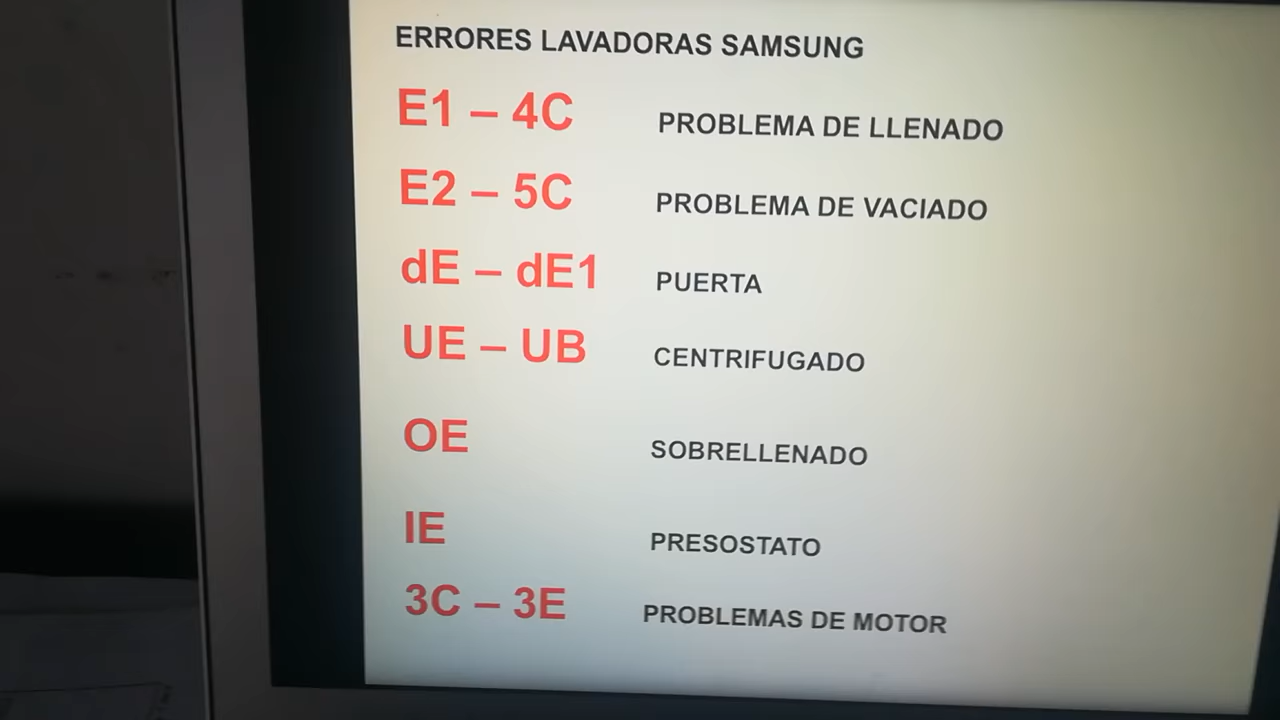 ERRORES LAVADORAS SAMSUNG
E1 – 4C PROBLEMA DE LLENADO
E2 – 5C PROBLEMA DE VACIADO
dE – dE1 PUERTA
UE – UB CENTRIFUGADO
OE SOBRELLENADO
IE PRESOSTATO
3C – 3E PROBLEMAS DE MOTOR